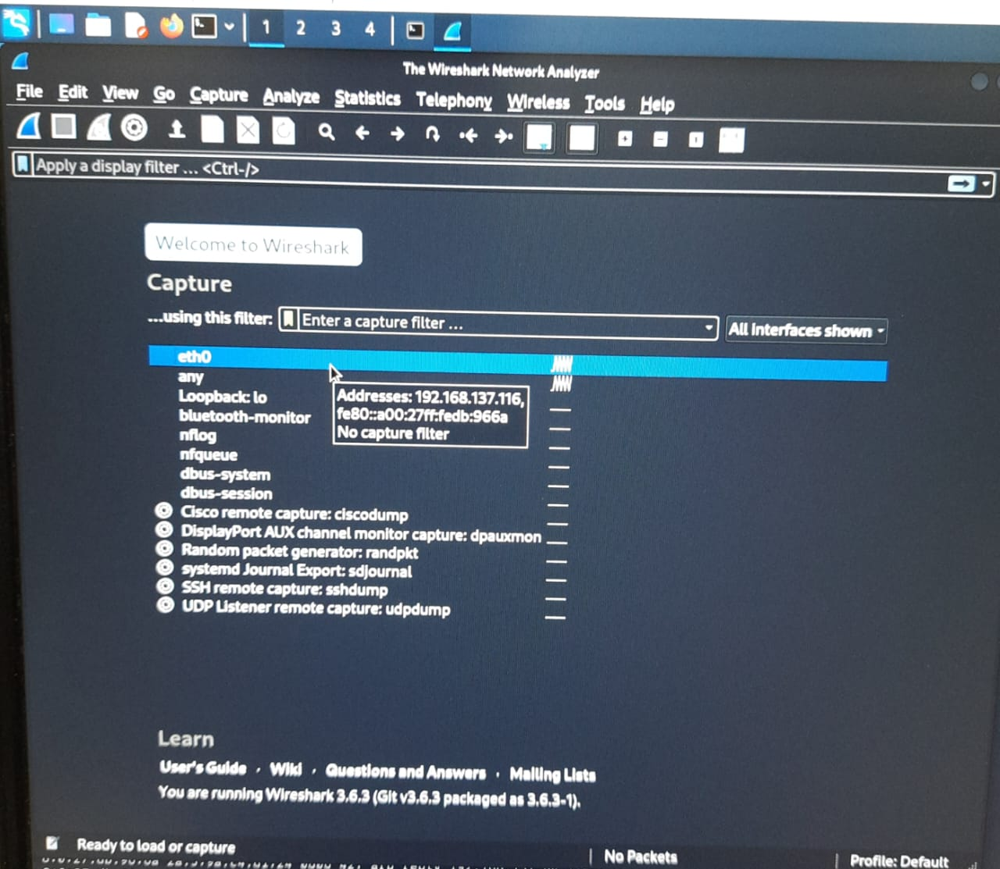 1 2 3 4
The Wireshark Network Analyzer
File Edit View Go Capture Analyze Statistics Telephony Wireless Tools Help
Apply a display filter ... <Ctrl-/>
Welcome to Wireshark
Capture
...using this filter: Enter a capture filter ... All interfaces shown
eth0
any
Addresses: 192.168.137.116,
fe80::a00:27ff:fedb:966a
No capture filter
Loopback: lo
bluetooth-monitor
nflog
nfqueue
dbus-system
dbus-session
Cisco remote capture: ciscodump
DisplayPort AUX channel monitor capture: dpauxmon
Random packet generator: randpkt
systemd Journal Export: sdjournal
SSH remote capture: sshdump
UDP Listener remote capture: udpdump
Learn
User's Guide · Wiki · Questions and Answers · Mailing Lists
You are running Wireshark 3.6.3 (Git v3.6.3 packaged as 3.6.3-1).
Ready to load or capture No Packets Profile: Default